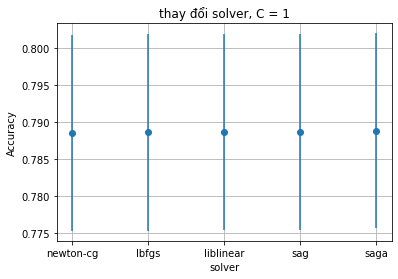 thay đổi solver, C = 1
Accuracy
0.800
0.795
0.790
0.785
0.780
0.775
newton-cg lbfgs liblinear sag saga
solver